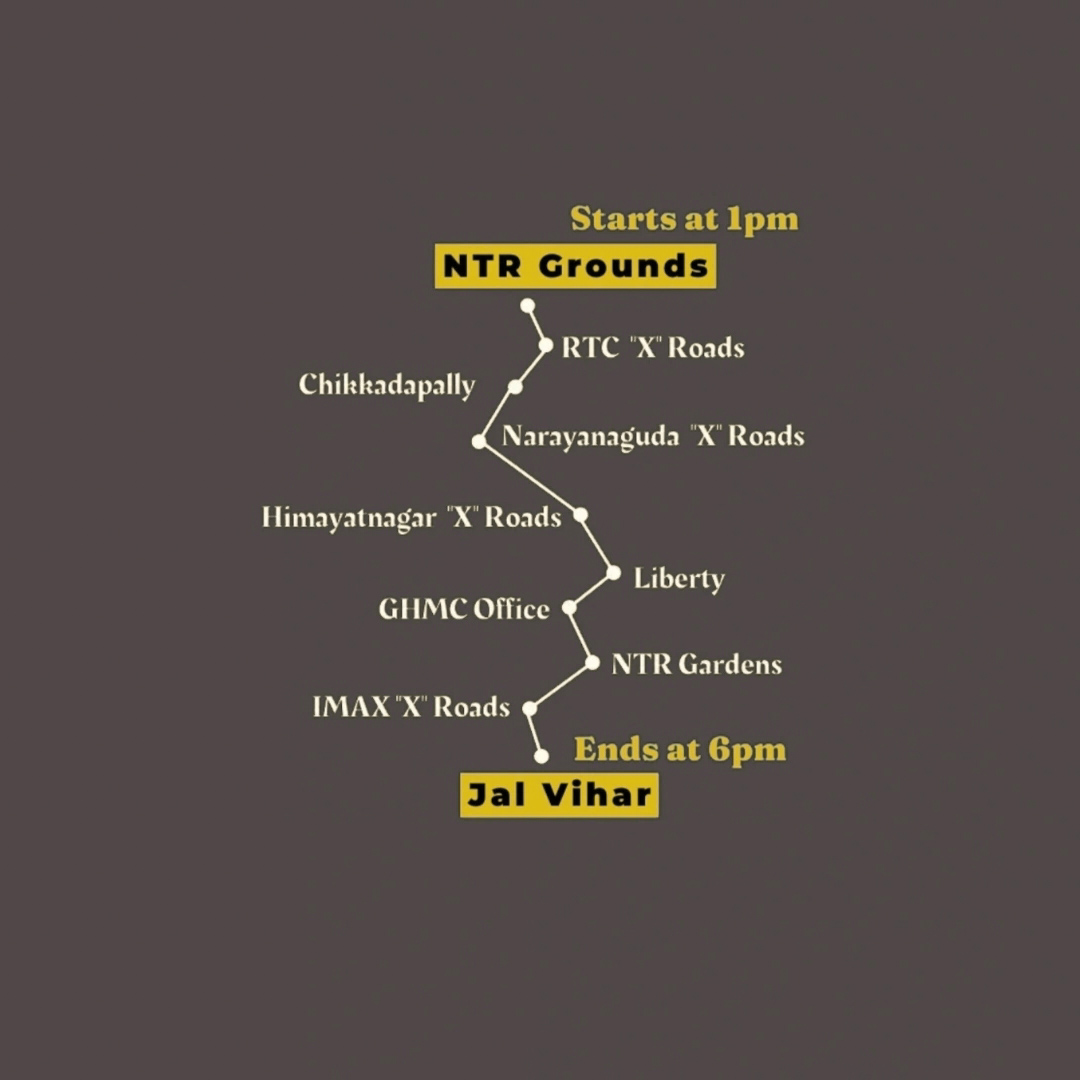 Starts at 1pm
NTR Grounds
RTC "X" Roads
Chikkadapally
Narayanaguda "X" Roads
Himayatnagar "X" Roads
Liberty
GHMC Office
NTR Gardens
IMAX "X" Roads
Ends at 6pm
Jal Vihar